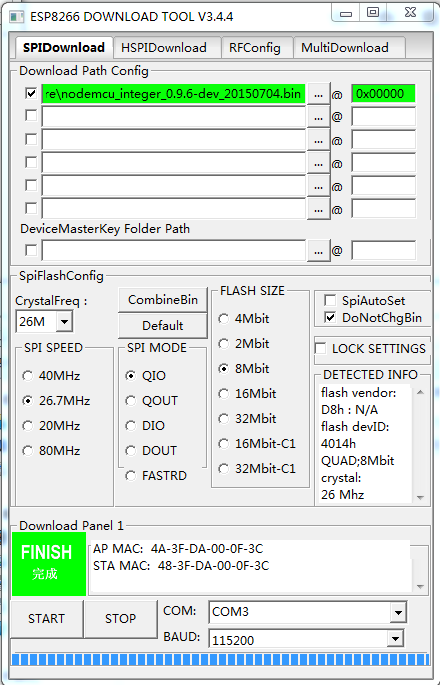 ESP8266 DOWNLOAD TOOL V3.4.4
SPIDownload HSPIDownload RFConfig MultiDownload
Download Path Config
re\nodemcu_integer_0.9.6-dev_20150704.bin ... @ 0x00000
... @
... @
... @
... @
... @
DeviceMasterKey Folder Path
... @
SpiFlashConfig
CrystalFreq :
26M
CombineBin
Default
SPI SPEED
40MHz
26.7MHz
20MHz
80MHz
SPI MODE
QIO
QOUT
DIO
DOUT
FASTRD
FLASH SIZE
4Mbit
2Mbit
8Mbit
16Mbit
32Mbit
16Mbit-C1
32Mbit-C1
SpiAutoSet
DoNotChgBin
LOCK SETTINGS
DETECTED INFO
flash vendor:
D8h : N/A
flash devID:
4014h
QUAD;8Mbit
crystal:
26 Mhz
Download Panel 1
FINISH
完成
AP MAC: 4A-3F-DA-00-0F-3C
STA MAC: 48-3F-DA-00-0F-3C
START STOP
COM: COM3
BAUD: 115200